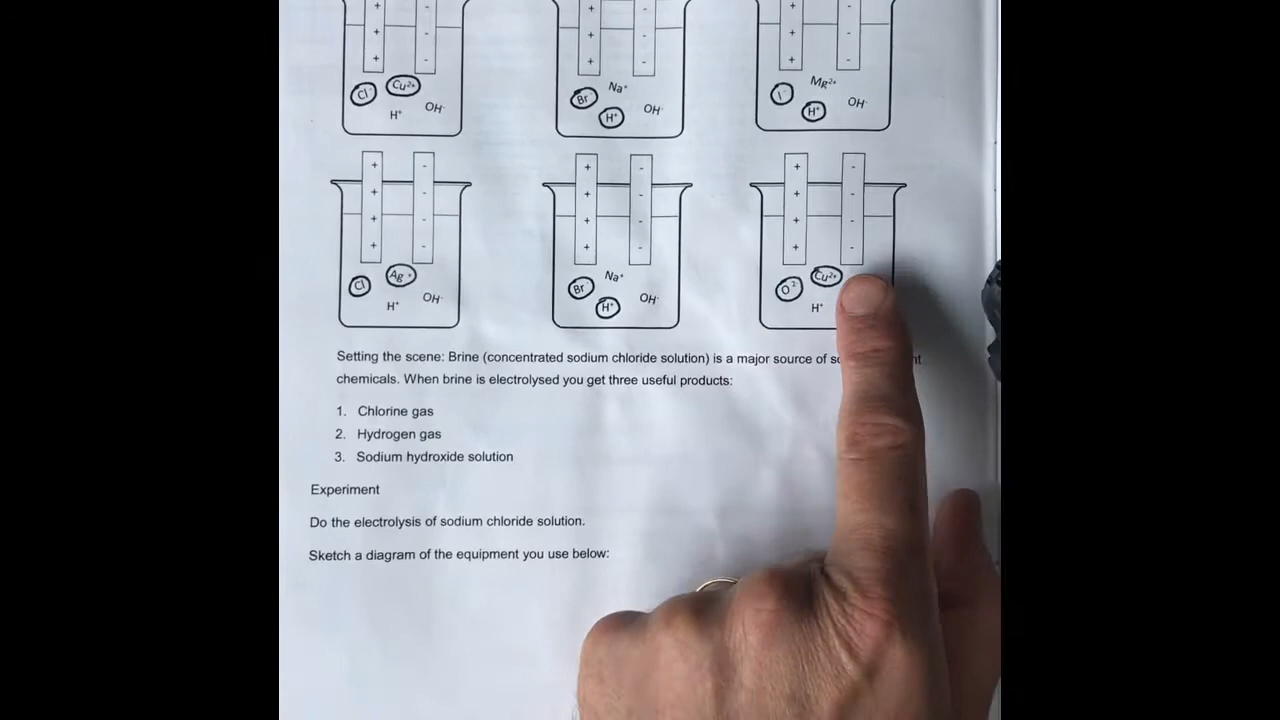 + - + - + -
+ - + - + -
+ - + - + -
Cl- Cu2+ H+ OH-
Br- Na+ H+ OH-
I- Mg2+ H+ OH-
+ - + - + -
+ - + - + -
+ - + - + -
+ - + - + -
Cl Ag+ H+ OH-
Br- Na+ H+ OH-
O2- Cu2+ H+
Setting the scene: Brine (concentrated sodium chloride solution) is a major source of
chemicals. When brine is electrolysed you get three useful products:
1. Chlorine gas
2. Hydrogen gas
3. Sodium hydroxide solution
Experiment
Do the electrolysis of sodium chloride solution.
Sketch a diagram of the equipment you use below: